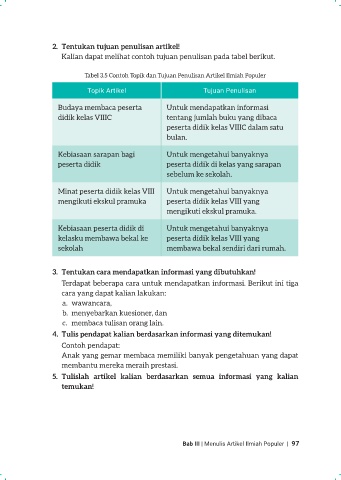 2. Tentukan tujuan penulisan artikel!
Kalian dapat melihat contoh tujuan penulisan pada tabel berikut.
Tabel 3.5 Contoh Topik dan Tujuan Penulisan Artikel Ilmiah Populer
Topik Artikel
Tujuan Penulisan
Budaya membaca peserta
didik kelas VIIIC
Untuk mendapatkan informasi
tentang jumlah buku yang dibaca
peserta didik kelas VIIIC dalam satu
bulan.
Kebiasaan sarapan bagi
peserta didik
Untuk mengetahui banyaknya
peserta didik di kelas yang sarapan
sebelum ke sekolah.
Minat peserta didik kelas VIII
mengikuti ekskul pramuka
Untuk mengetahui banyaknya
peserta didik kelas VIII yang
mengikuti ekskul pramuka.
Kebiasaan peserta didik di
kelasku membawa bekal ke
sekolah
Untuk mengetahui banyaknya
peserta didik kelas VIII yang
membawa bekal sendiri dari rumah.
3. Tentukan cara mendapatkan informasi yang dibutuhkan!
Terdapat beberapa cara untuk mendapatkan informasi. Berikut ini tiga
cara yang dapat kalian lakukan:
a. wawancara,
b. menyebarkan kuesioner, dan
c. membaca tulisan orang lain.
4. Tulis pendapat kalian berdasarkan informasi yang ditemukan!
Contoh pendapat:
Anak yang gemar membaca memiliki banyak pengetahuan yang dapat
membantu mereka meraih prestasi.
5. Tulislah artikel kalian berdasarkan semua informasi yang kalian
temukan!
Bab III | Menulis Artikel Ilmiah Populer | 97